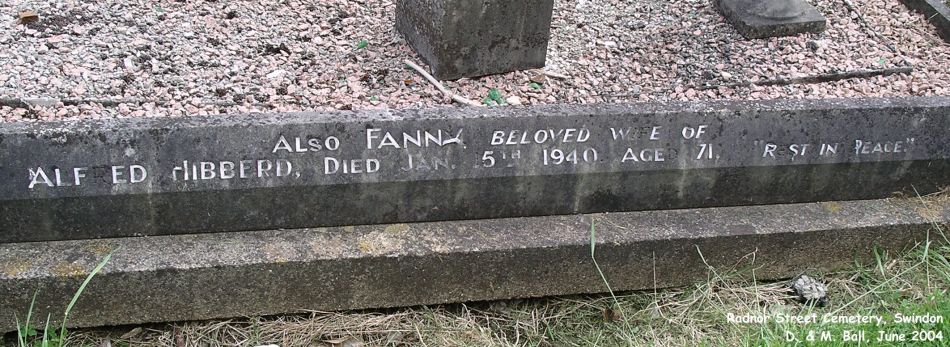 ALSO FANNY, BELOVED WIFE OF
ALFRED HIBBERD, DIED JAN. 5TH 1940. AGED 71. "REST IN PEACE."
Radnor Street Cemetery, Swindon
D. & M. Ball, June 2004